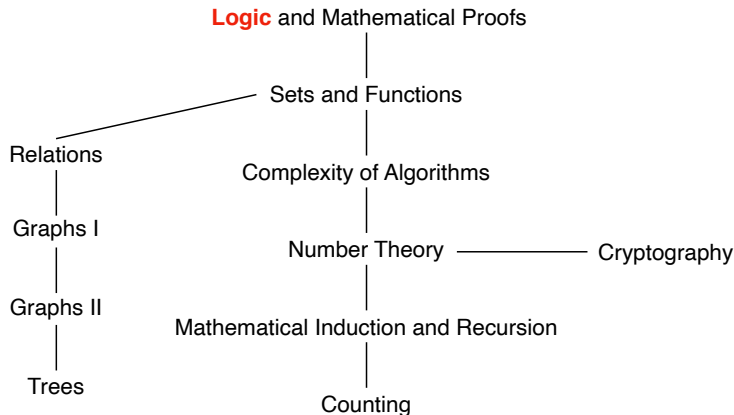 Logic and Mathematical Proofs
Sets and Functions
Relations
Complexity of Algorithms
Graphs I
Number Theory
Cryptography
Graphs II
Mathematical Induction and Recursion
Trees
Counting